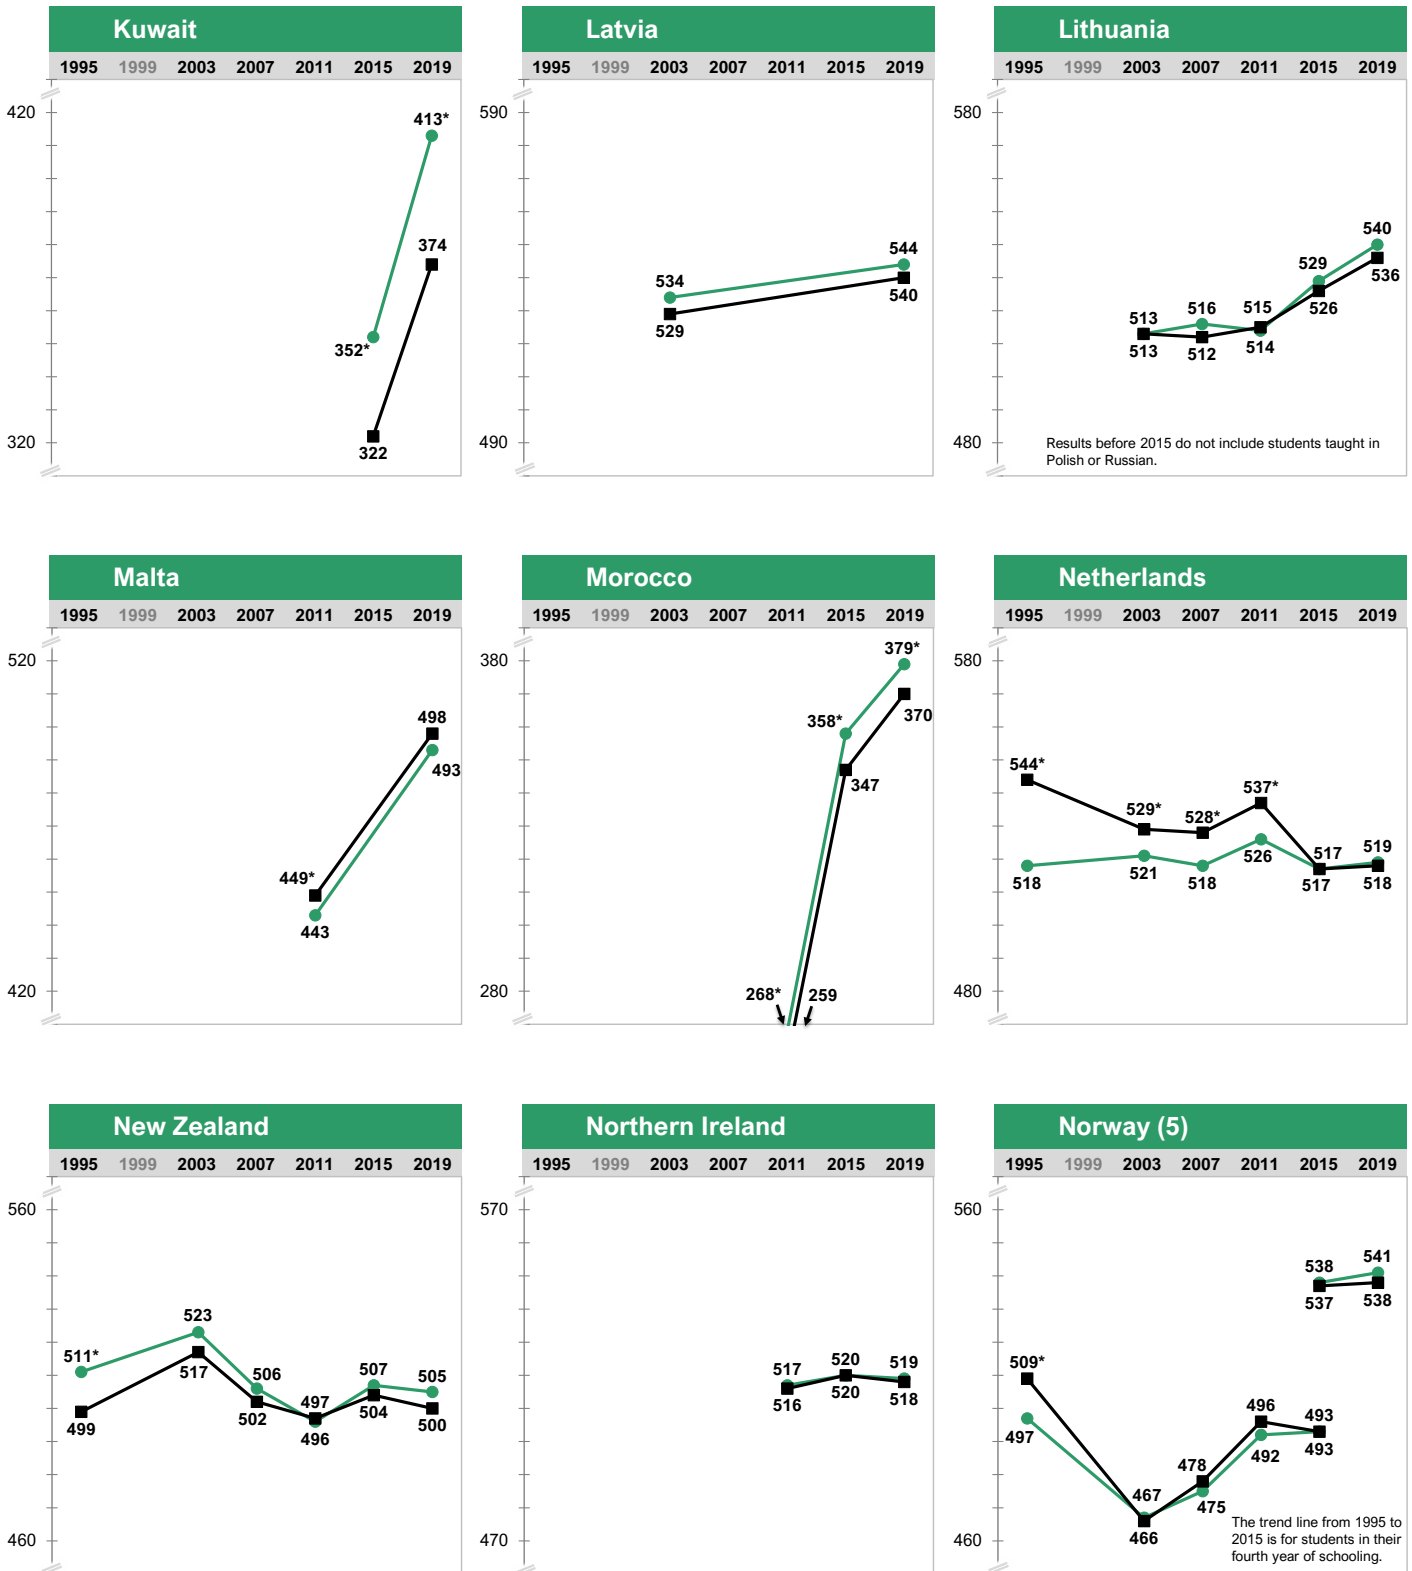 Kuwait
1995 1999 2003 2007 2011 2015 2019
420
413*
374
352*
320
322
Latvia
1995 1999 2003 2007 2011 2015 2019
590
544
534
540
529
490
Lithuania
1995 1999 2003 2007 2011 2015 2019
580
540
529
536
513 516 515
526
513 512 514
480
Results before 2015 do not include students taught in
Polish or Russian.
Malta
1995 1999 2003 2007 2011 2015 2019
520
498
493
449*
443
420
Morocco
1995 1999 2003 2007 2011 2015 2019
380
379*
358*
370
347
280
268* 259
Netherlands
1995 1999 2003 2007 2011 2015 2019
580
544*
537*
529* 528*
517 519
526
518 521 518 517 518
480
New Zealand
1995 1999 2003 2007 2011 2015 2019
560
523
511*
517 506 507 505
497
499 502 504 500
496
460
Northern Ireland
1995 1999 2003 2007 2011 2015 2019
570
517 520 519
516 520 518
470
Norway (5)
1995 1999 2003 2007 2011 2015 2019
560
538 541
537 538
509*
496 493
497 492 493
478
467
475
466
460
The trend line from 1995 to
2015 is for students in their
fourth year of schooling.